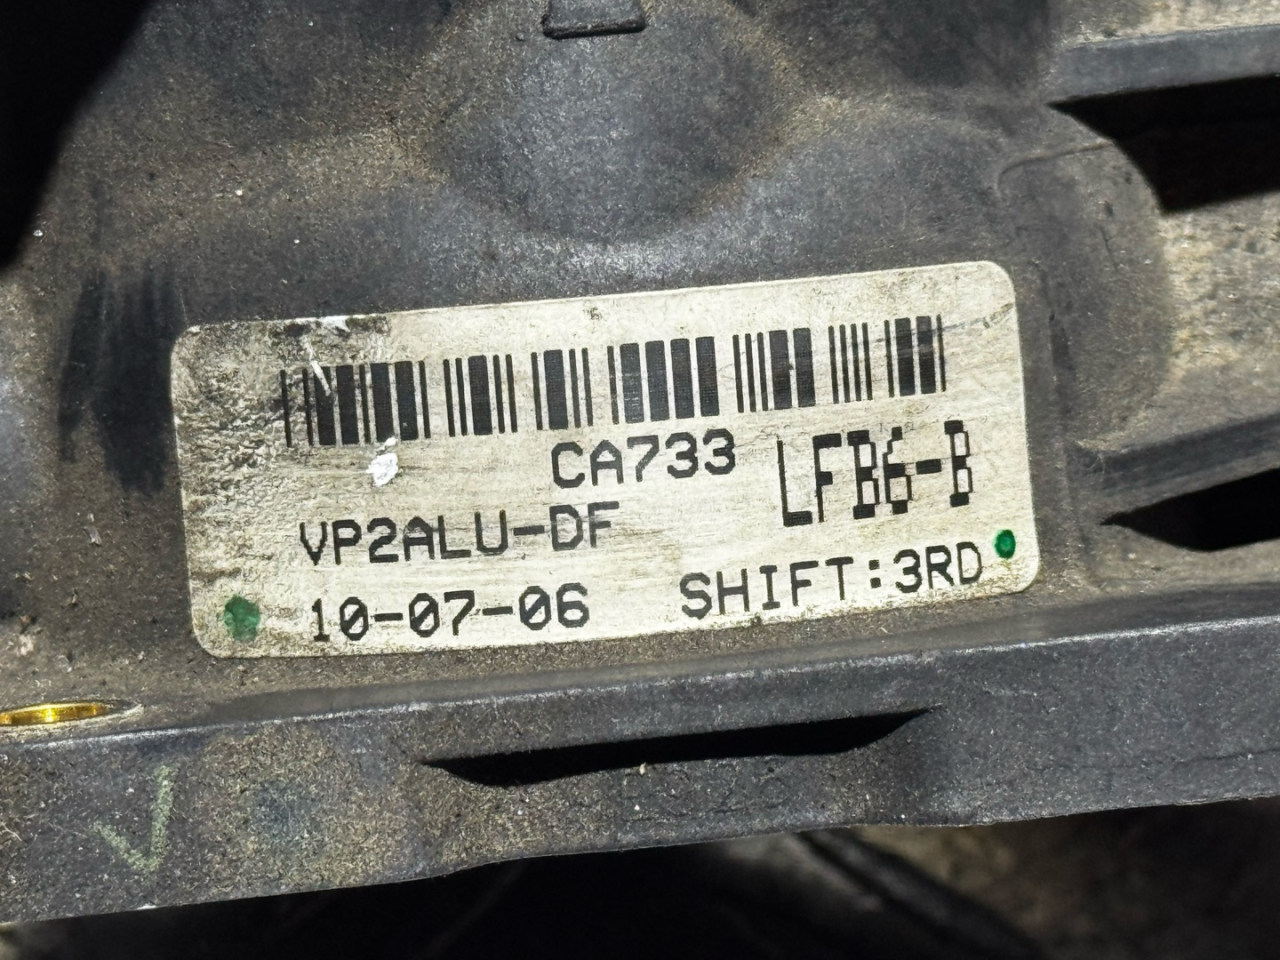 CA733 LFB6-B
VP2ALU-DF
10-07-06 SHIFT:3RD